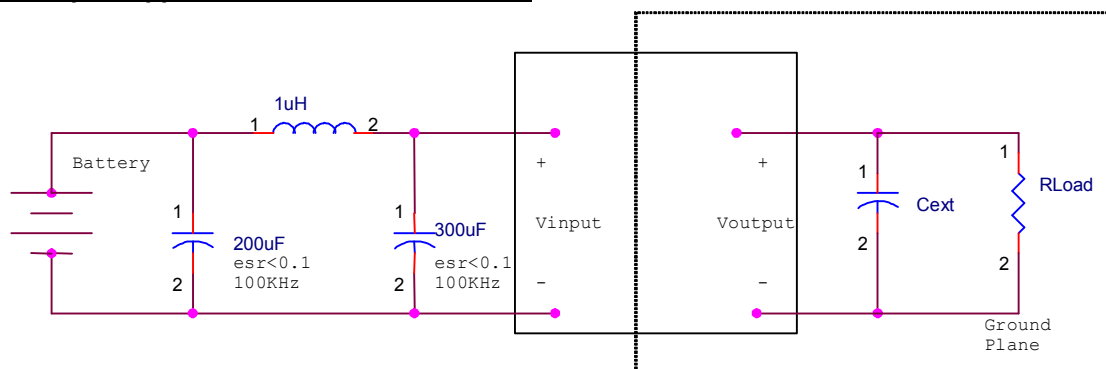 1uH
1
2
Battery
+
+
1
1
1
1
RLoad
Cext
Vinput
Voutput
200uF
esr<0.1
100KHz
300uF
esr<0.1
100KHz
2
2
2
2
-
-
Ground
Plane